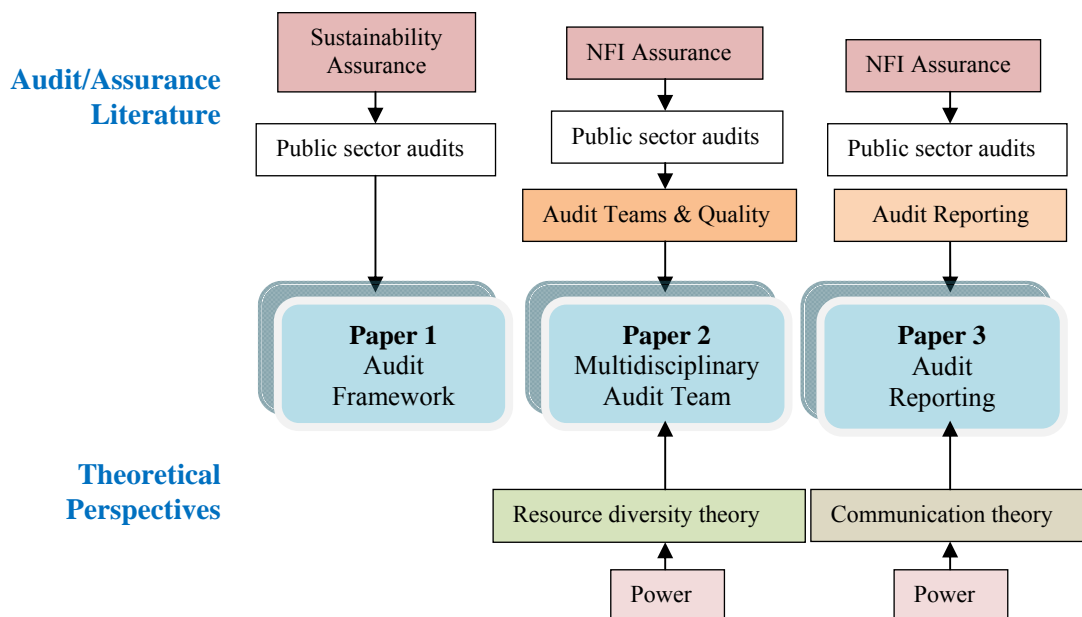 Audit/Assurance
Literature
Sustainability
Assurance
Public sector audits
NFI Assurance
Public sector audits
Audit Teams & Quality
NFI Assurance
Public sector audits
Audit Reporting
Paper 1
Audit
Framework
Paper 2
Multidisciplinary
Audit Team
Paper 3
Audit
Reporting
Theoretical
Perspectives
Resource diversity theory
Power
Communication theory
Power